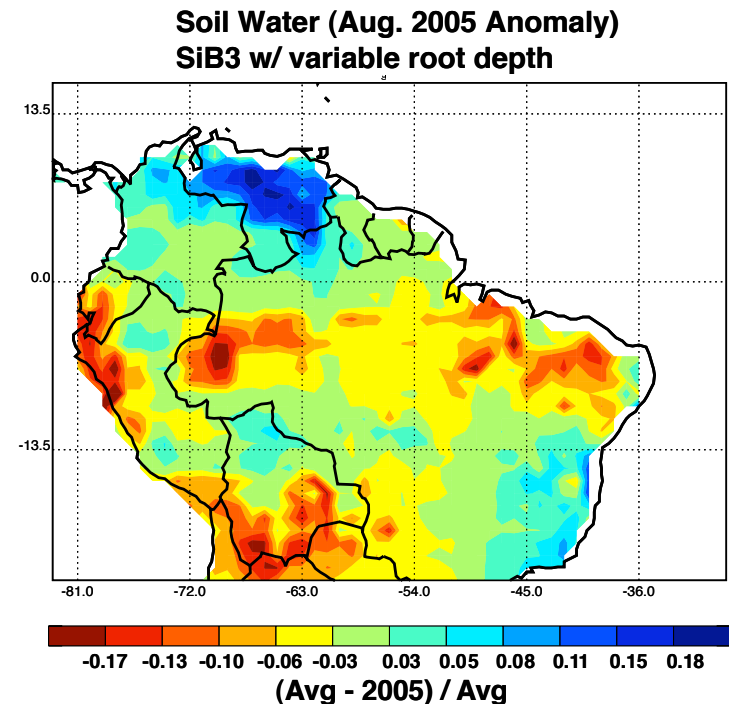 Soil Water (Aug. 2005 Anomaly)
SiB3 w/ variable root depth
13.5
0.0
-13.5
-81.0 -72.0 -63.0 -54.0 -45.0 -36.0
-0.17 -0.13 -0.10 -0.06 -0.03 0.03 0.05 0.08 0.11 0.15 0.18
(Avg - 2005) / Avg